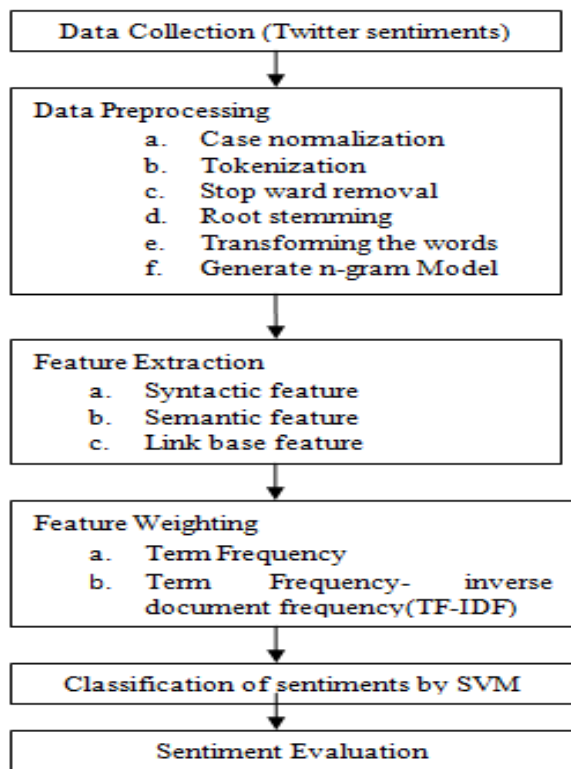 Data Collection (Twitter sentiments)
Data Preprocessing
a. Case normalization
b. Tokenization
c. Stop ward removal
d. Root stemming
e. Transforming the words
f. Generate n-gram Model
Feature Extraction
a. Syntactic feature
b. Semantic feature
c. Link base feature
Feature Weighting
a. Term Frequency
b. Term Frequency- inverse
document frequency(TF-IDF)
Classification of sentiments by SVM
Sentiment Evaluation